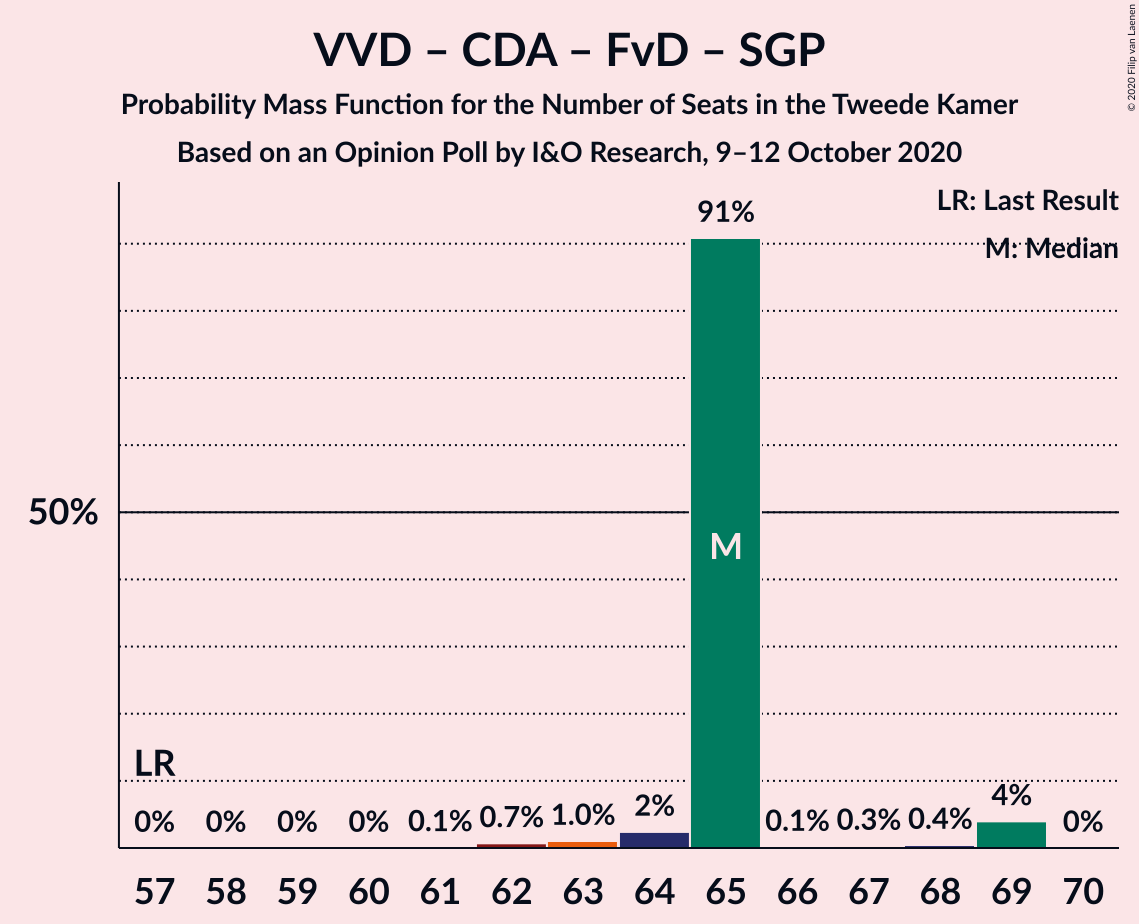 VVD – CDA – FvD – SGP
Probability Mass Function for the Number of Seats in the Tweede Kamer
Based on an Opinion Poll by I&O Research, 9–12 October 2020
© 2020 Filip van Laenen
LR: Last Result
M: Median
91%
50%
M
LR
0% 0% 0% 0% 0.1% 0.7% 1.0% 2% 0.1% 0.3% 0.4% 4% 0%
57 58 59 60 61 62 63 64 65 66 67 68 69 70